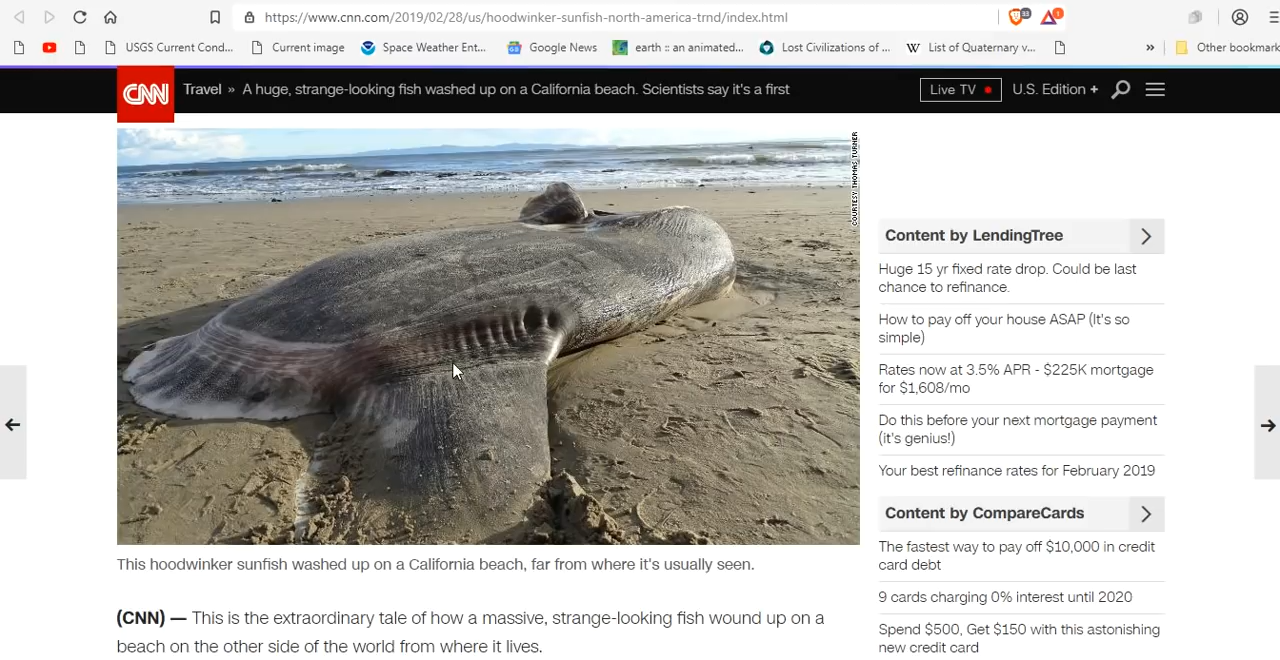 https://www.cnn.com/2019/02/28/us/hoodwinker-sunfish-north-america-trnd/index.html
33
1
USGS Current Cond...
Current image
Space Weather Ent...
Google News
earth :: an animated...
Lost Civilizations of ...
W
List of Quaternary v...
»
Other bookmark
CNN
Travel » A huge, strange-looking fish washed up on a California beach. Scientists say it's a first
Live TV
U.S. Edition +
COURTESY THOMAS TURNER
Content by LendingTree
Huge 15 yr fixed rate drop. Could be last
chance to refinance.
How to pay off your house ASAP (It's so
simple)
Rates now at 3.5% APR - $225K mortgage
for $1,608/mo
Do this before your next mortgage payment
(it's genius!)
Your best refinance rates for February 2019
Content by CompareCards
The fastest way to pay off $10,000 in credit
card debt
9 cards charging 0% interest until 2020
Spend $500, Get $150 with this astonishing
new credit card
This hoodwinker sunfish washed up on a California beach, far from where it's usually seen.
(CNN) — This is the extraordinary tale of how a massive, strange-looking fish wound up on a
beach on the other side of the world from where it lives.